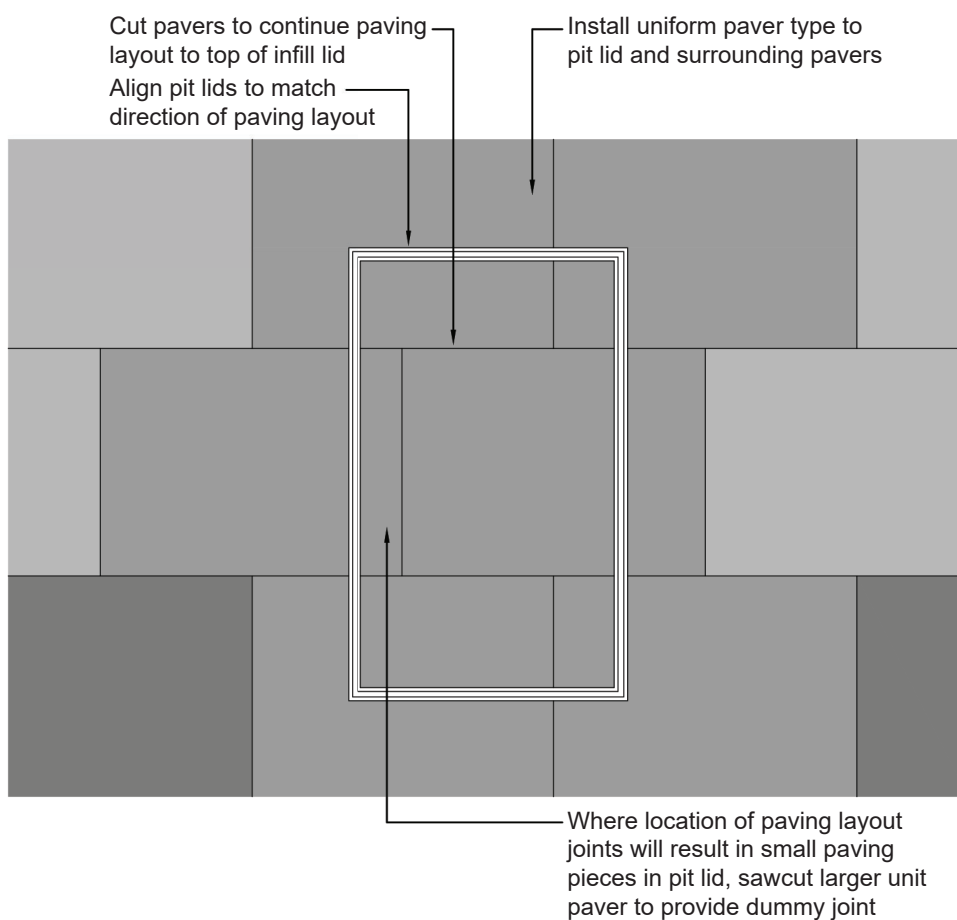 Cut pavers to continue paving
layout to top of infill lid
Align pit lids to match
direction of paving layout
Install uniform paver type to
pit lid and surrounding pavers
Where location of paving layout
joints will result in small paving
pieces in pit lid, sawcut larger unit
paver to provide dummy joint